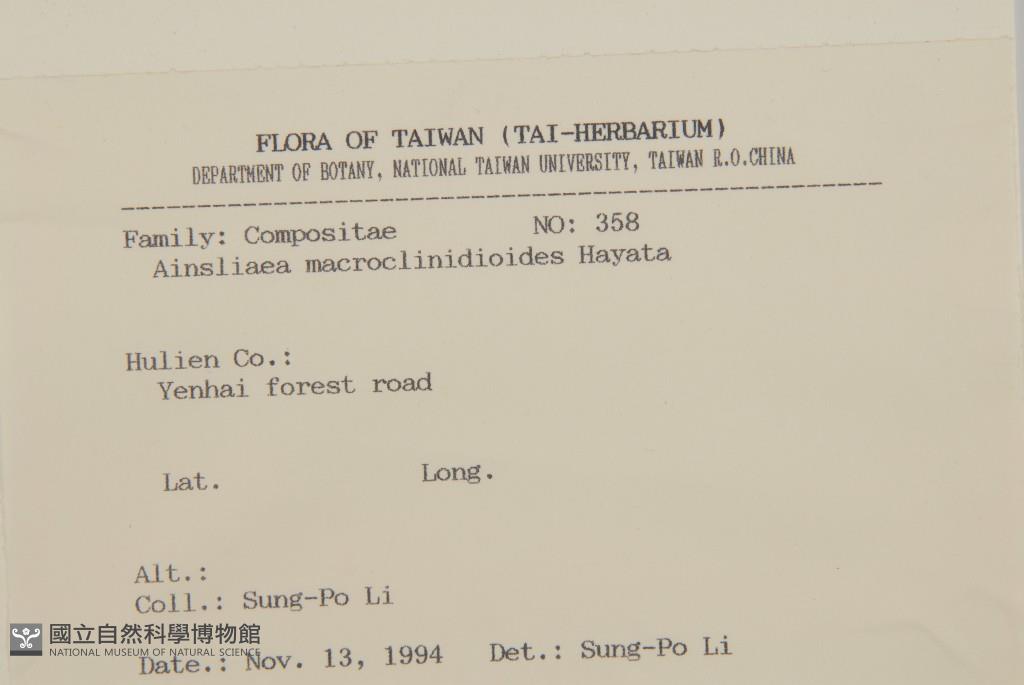 FLORA OF TAIWAN (TAI-HERBARIUM)
DEPARTMENT OF BOTANY, NATIONAL TAIWAN UNIVERSITY, TAIWAN R.O.CHINA
Family: Compositae NO: 358
Ainsliaea macroclinidioides Hayata
Hulien Co.:
Yenhai forest road
Lat. Long.
Alt.:
Coll.: Sung-Po Li
國立自然科學博物館
NATIONAL MUSEUM OF NATURAL SCIENCE
Date.: Nov. 13, 1994 Det.: Sung-Po Li